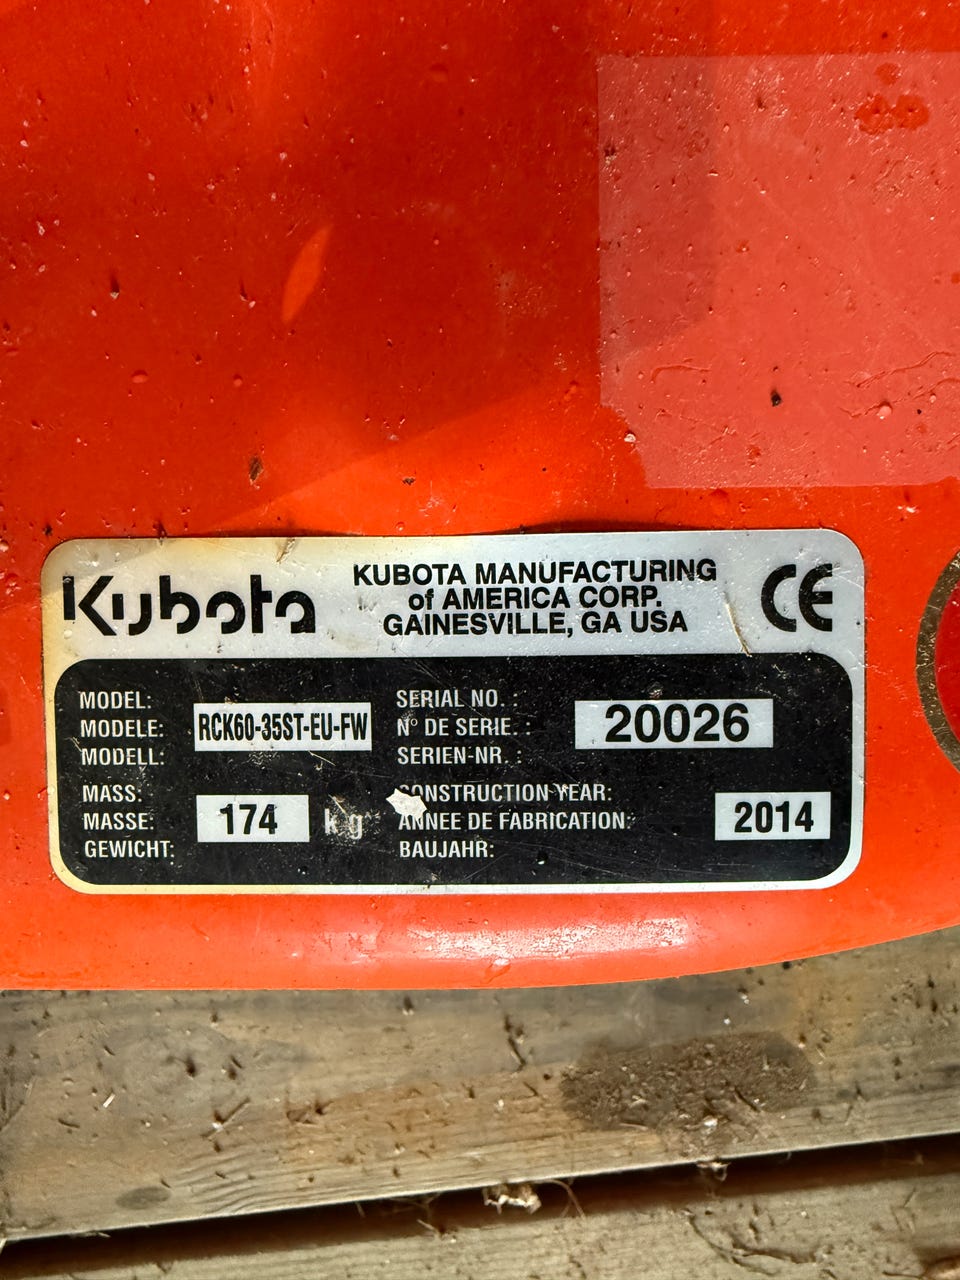 Kubota
KUBOTA MANUFACTURING
of AMERICA CORP.
GAINESVILLE, GA USA
CE
MODEL:
MODELE:
MODELL:
RCK60-35ST-EU-FW
SERIAL NO. :
N° DE SERIE. :
SERIEN-NR. :
20026
MASS:
MASSE:
GEWICHT:
174 kg
CONSTRUCTION YEAR:
ANNEE DE FABRICATION:
BAUJAHR:
2014